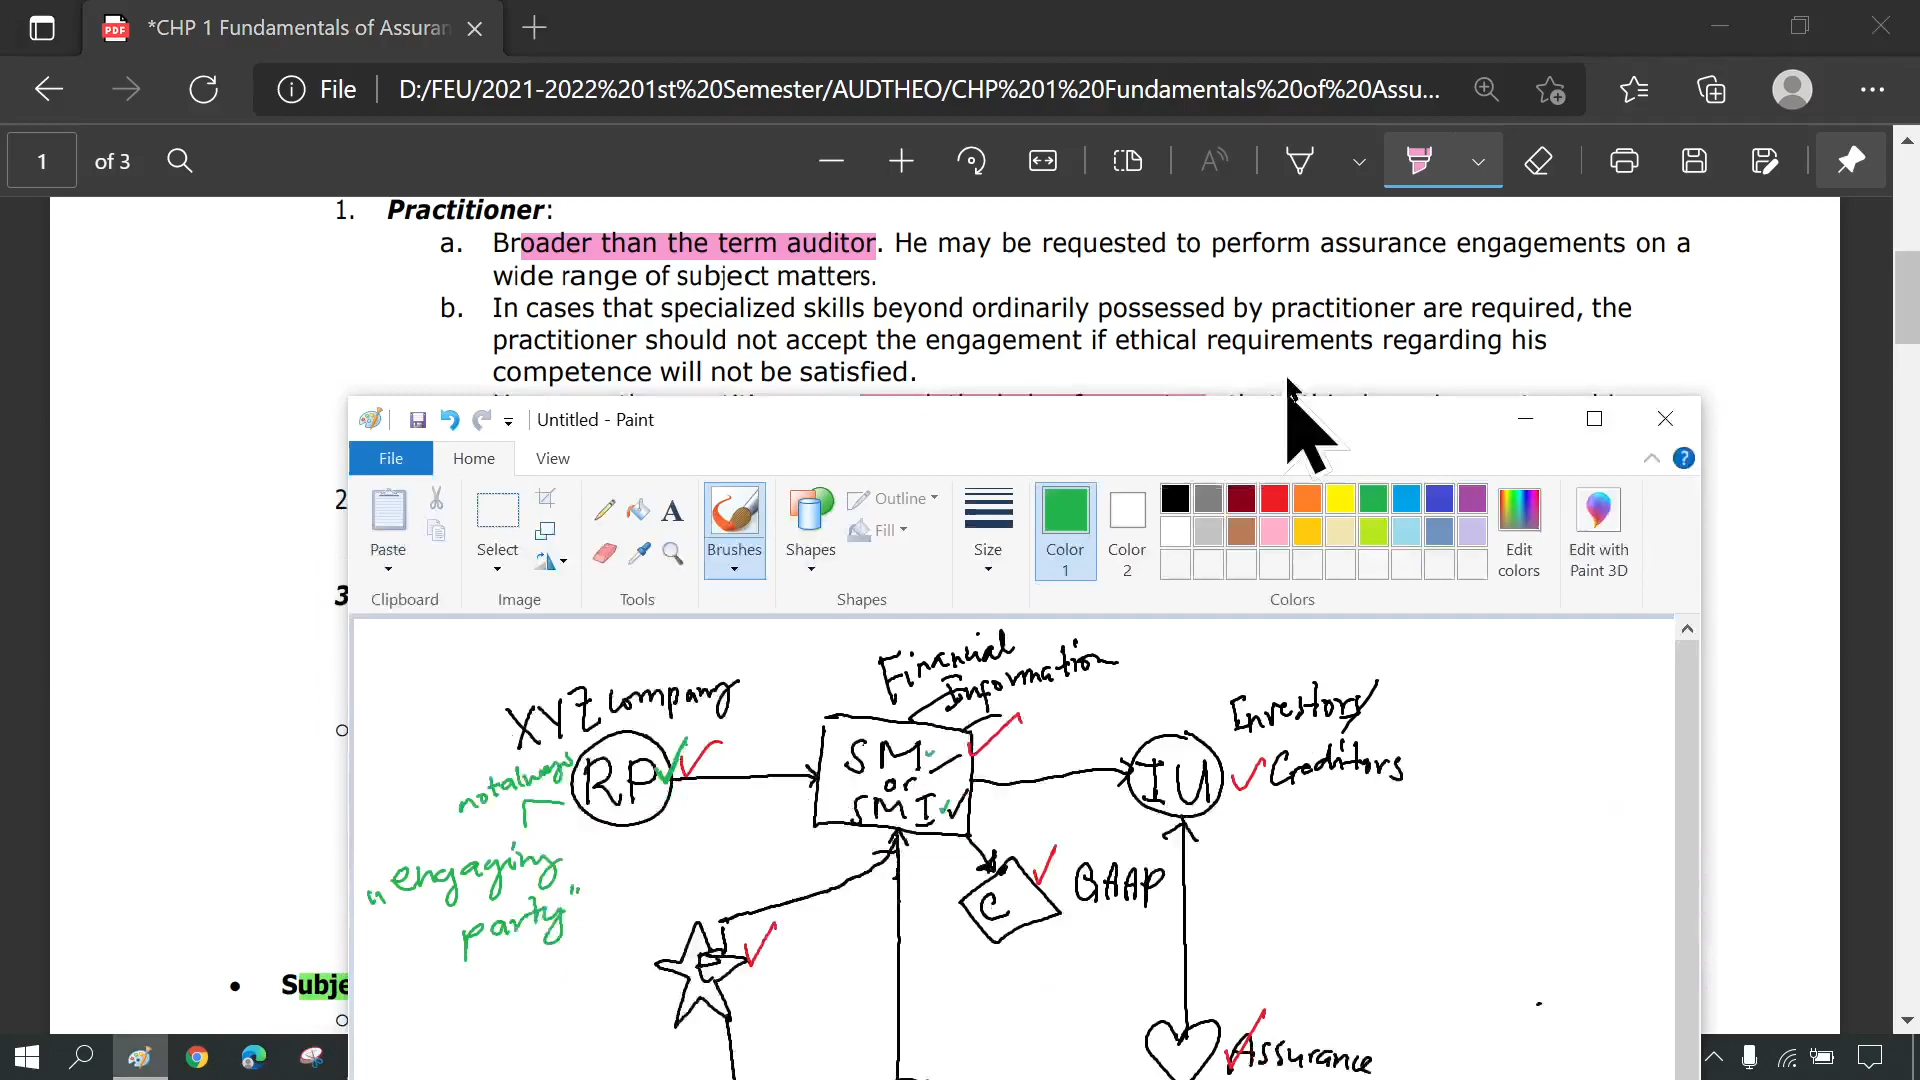 *CHP 1 Fundamentals of Assuran
File
D:/FEU/2021-2022%201st%20Semester/AUDTHEO/CHP%201%20Fundamentals%20of%20Assu...
1 of 3
1. Practitioner:
a. Broader than the term auditor. He may be requested to perform assurance engagements on a
wide range of subject matters.
b. In cases that specialized skills beyond ordinarily possessed by practitioner are required, the
practitioner should not accept the engagement if ethical requirements regarding his
competence will not be satisfied.
Untitled - Paint
File Home View
2
Paste
Select
Brushes
Shapes
Outline
Fill
Size
Color
1
Color
2
Edit
colors
Edit with
Paint 3D
3
Clipboard
Image
Tools
Shapes
Colors
Financial
Information
XYZ company
Investors/
Creditors
RP
SM
or
SMI
IU
not always
"engaging
party"
C
GAAP
E
• Subje
Assurance